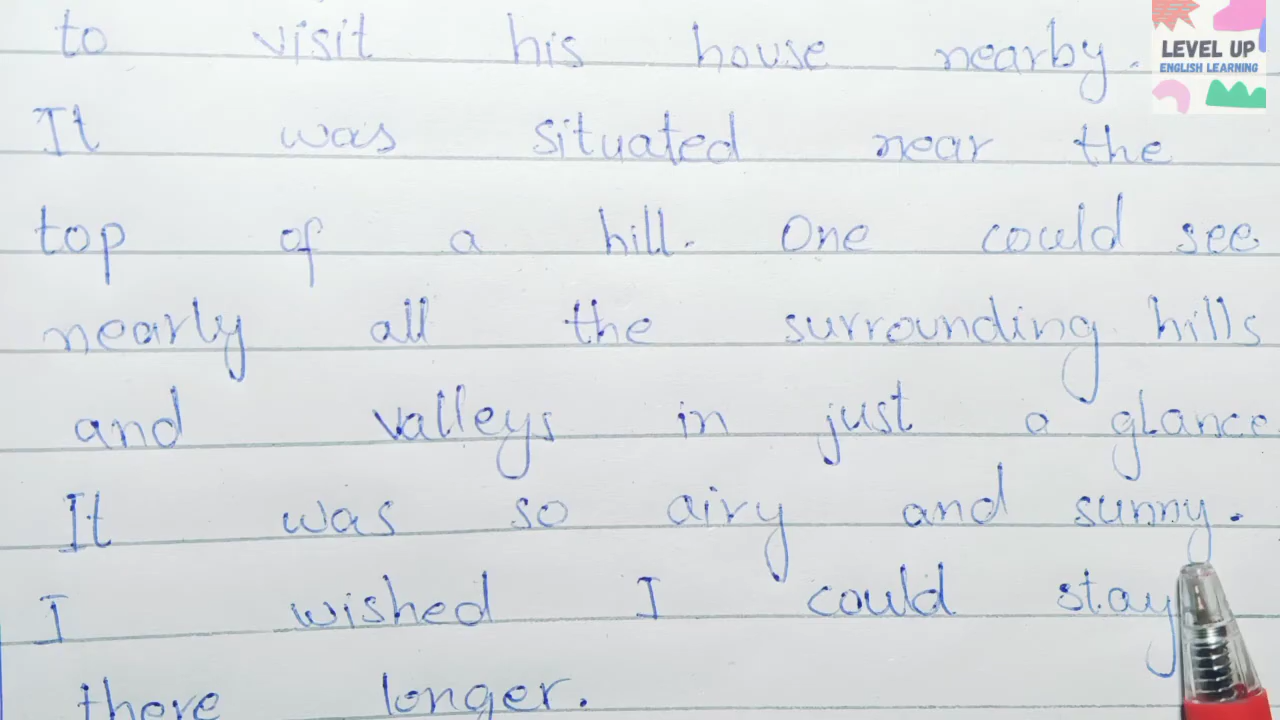 to visit his house nearby.
LEVEL UP
ENGLISH LEARNING
It was situated near the
top of a hill. One could see
nearly all the surrounding hills
and valleys in just a glance
It was so airy and sunny.
I wished I could stay
there longer.